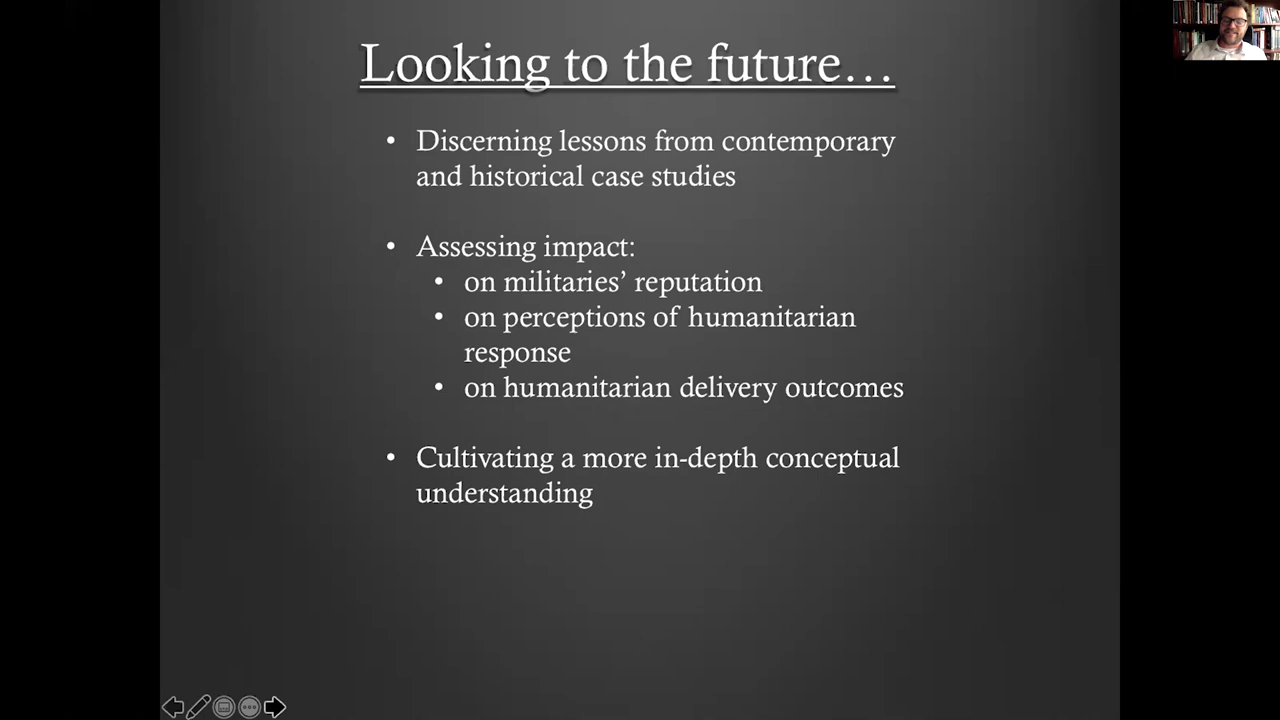 Looking to the future…
• Discerning lessons from contemporary
and historical case studies
• Assessing impact:
• on militaries’ reputation
• on perceptions of humanitarian
response
• on humanitarian delivery outcomes
• Cultivating a more in-depth conceptual
understanding